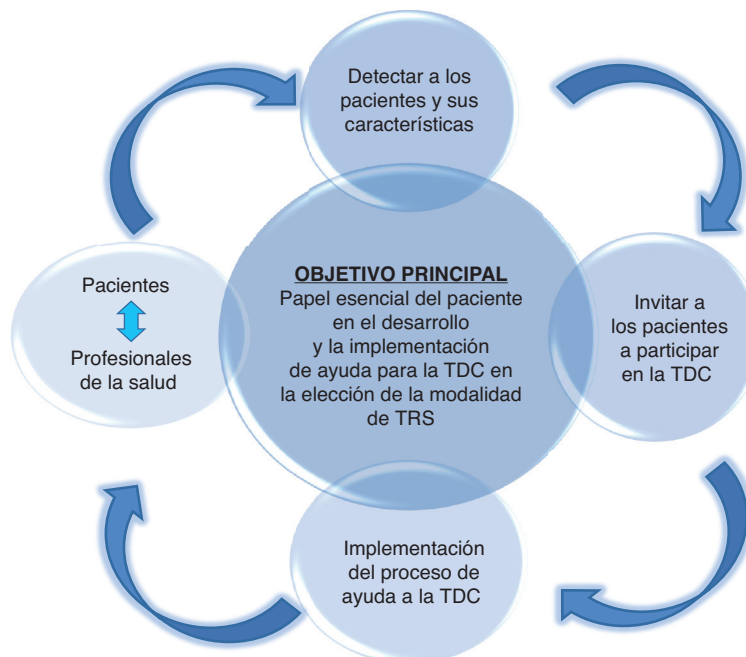 Detectar a los
pacientes y sus
características
OBJETIVO PRINCIPAL
Papel esencial del paciente
en el desarrollo
y la implementación
de ayuda para la TDC en
la elección de la modalidad
de TRS
Pacientes
Profesionales
de la salud
Invitar a
los pacientes
a participar
en la TDC
Implementación
del proceso de
ayuda a la TDC